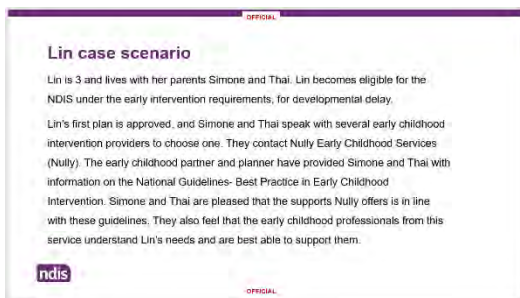 OFFICIAL
Lin case scenario
Lin is 3 and lives with her parents Simone and Thai. Lin becomes eligible for the
NDIS under the early intervention requirements, for developmental delay.
Lin's first plan is approved, and Simone and Thai speak with several early childhood
intervention providers to choose one. They contact Nully Early Childhood Services
(Nully). The early childhood partner and planner have provided Simone and Thai with
information on the National Guidelines- Best Practice in Early Childhood
Intervention. Simone and Thai are pleased that the supports Nully offers is in line
with these guidelines. They also feel that the early childhood professionals from this
service understand Lin's needs and are best able to support them.
ndis
OFFICIAL